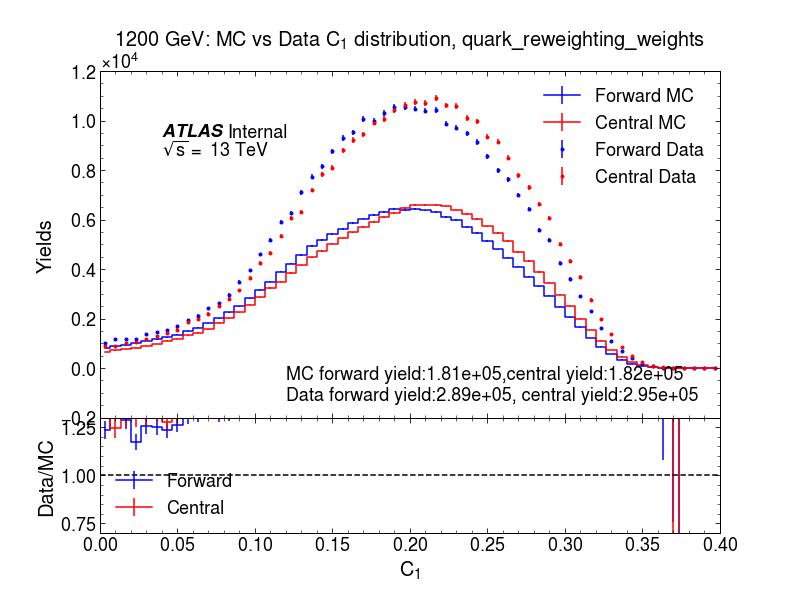 1200 GeV: MC vs Data C₁ distribution, quark_reweighting_weights
×10⁴
1.2
1.0
0.8
0.6
0.4
0.2
0.0
0.2
Yields
ATLAS Internal
√s = 13 TeV
Forward MC
Central MC
Forward Data
Central Data
MC forward yield:1.81e+05,central yield:1.82e+05
Data forward yield:2.89e+05, central yield:2.95e+05
1.25
1.00
0.75
Data/MC
Forward
Central
0.00 0.05 0.10 0.15 0.20 0.25 0.30 0.35 0.40
C₁